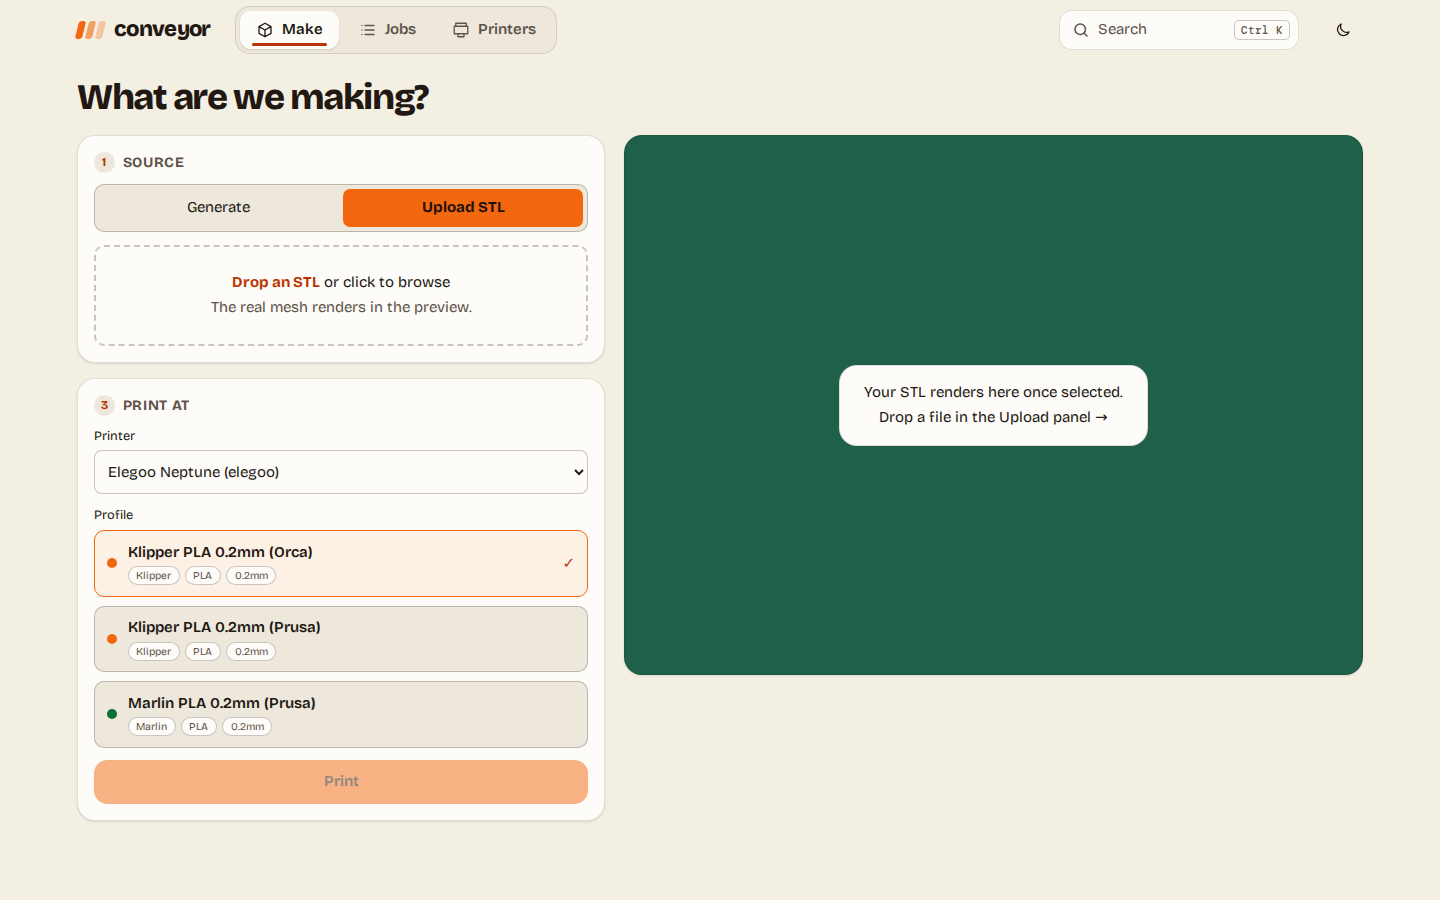 conveyor
Make
Jobs
Printers
Search
Ctrl K
What are we making?
1 SOURCE
Generate
Upload STL
Drop an STL or click to browse
The real mesh renders in the preview.
Your STL renders here once selected.
Drop a file in the Upload panel →
3 PRINT AT
Printer
Elegoo Neptune (elegoo)
Profile
Klipper PLA 0.2mm (Orca)
Klipper PLA 0.2mm
✓
Klipper PLA 0.2mm (Prusa)
Klipper PLA 0.2mm
Marlin PLA 0.2mm (Prusa)
Marlin PLA 0.2mm
Print